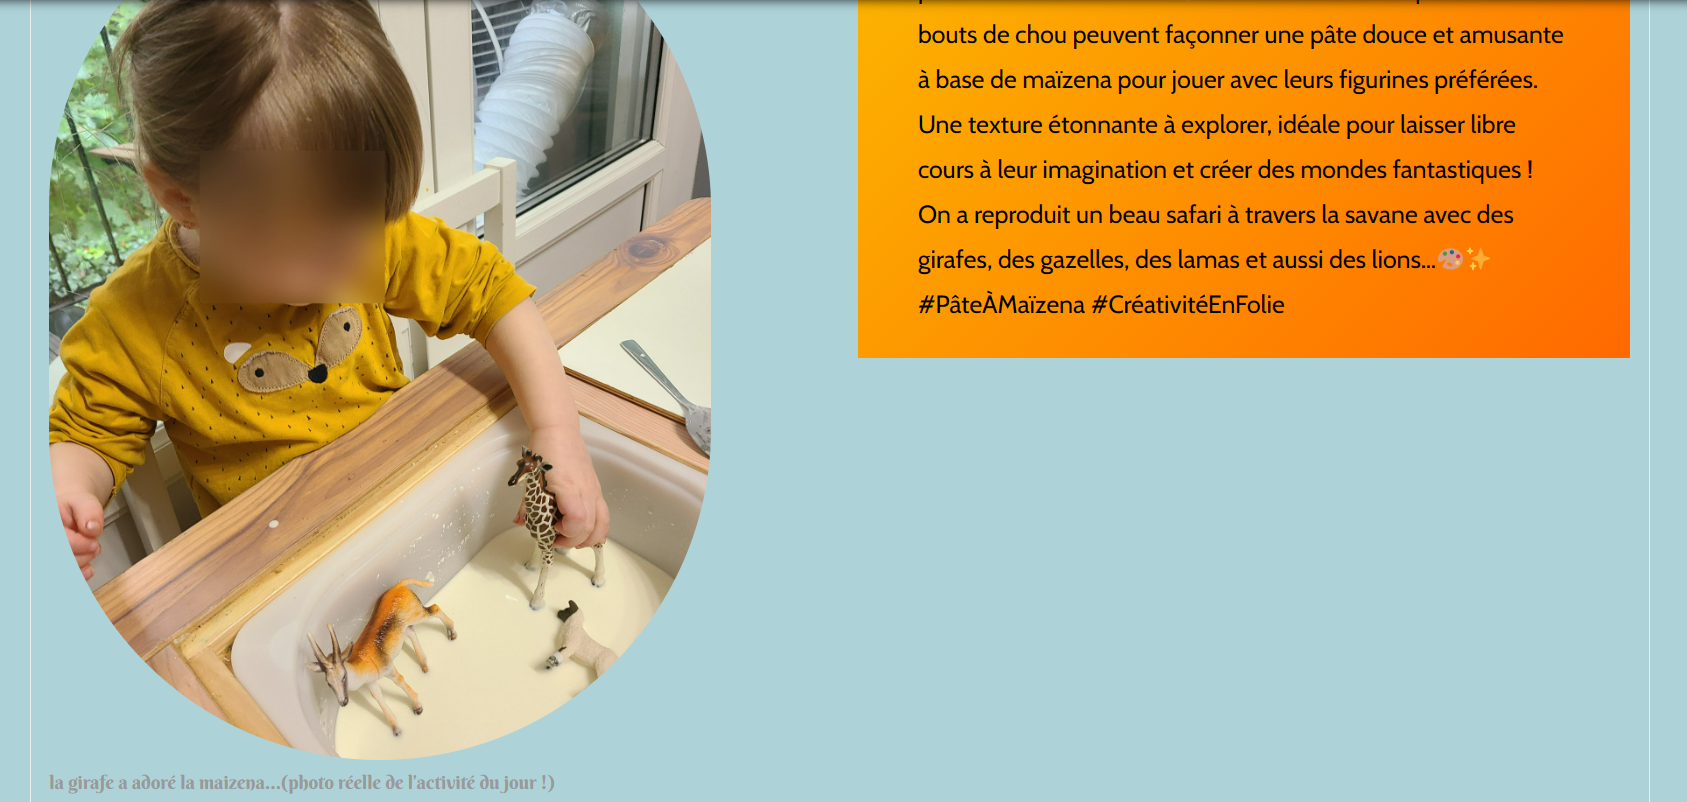 bouts de chou peuvent façonner une pâte douce et amusante
à base de maïzena pour jouer avec leurs figurines préférées.
Une texture étonnante à explorer, idéale pour laisser libre
cours à leur imagination et créer des mondes fantastiques !
On a reproduit un beau safari à travers la savane avec des
girafes, des gazelles, des lamas et aussi des lions...🎨✨
#PâteÀMaïzena #CréativitéEnFolie
la girafe a adoré la maizena...(photo réelle de l'activité du jour !)